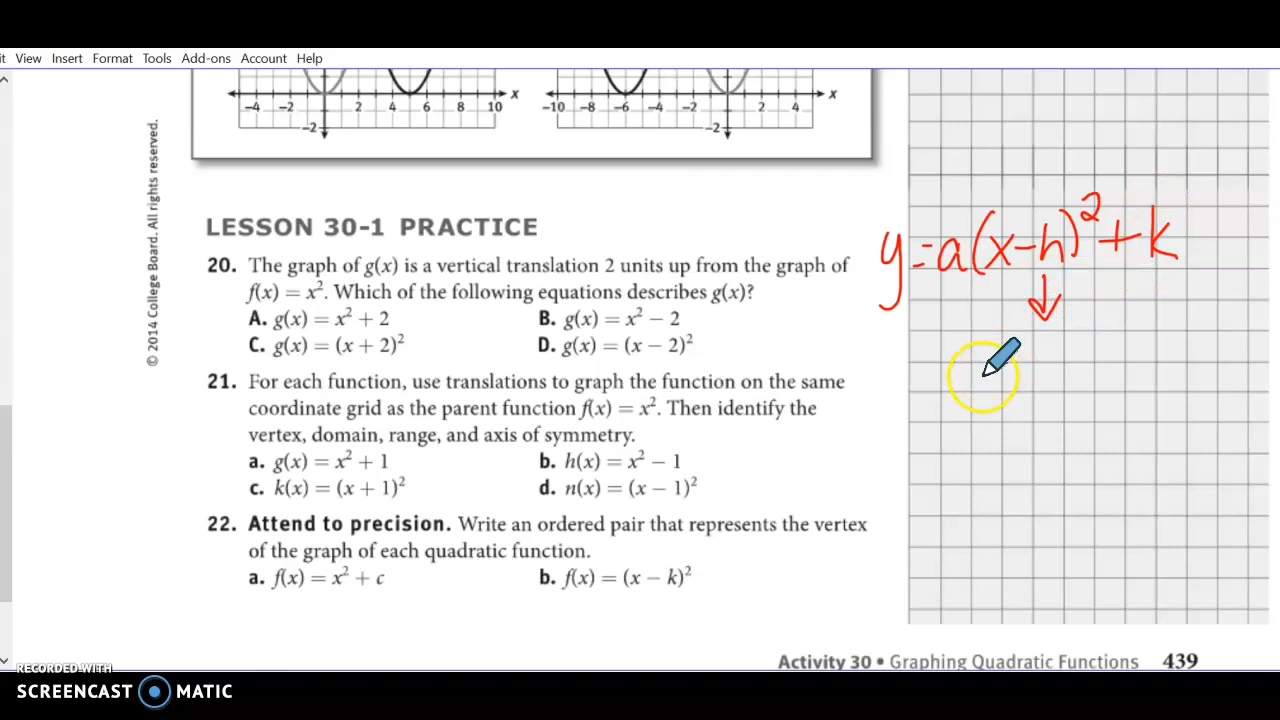 it View Insert Format Tools Add-ons Account Help
-4 -2 2 4 6 8 10 x
-2
-10 -8 -6 -4 -2 2 4 x
-2
© 2014 College Board. All rights reserved.
LESSON 30-1 PRACTICE
20. The graph of g(x) is a vertical translation 2 units up from the graph of
f(x) = x². Which of the following equations describes g(x)?
A. g(x) = x² + 2 B. g(x) = x² − 2
C. g(x) = (x + 2)² D. g(x) = (x − 2)²
21. For each function, use translations to graph the function on the same
coordinate grid as the parent function f(x) = x². Then identify the
vertex, domain, range, and axis of symmetry.
a. g(x) = x² + 1 b. h(x) = x² − 1
c. k(x) = (x + 1)² d. n(x) = (x − 1)²
22. Attend to precision. Write an ordered pair that represents the vertex
of the graph of each quadratic function.
a. f(x) = x² + c b. f(x) = (x − k)²
y=a(x-h)²+k
Activity 30 • Graphing Quadratic Functions 439
RECORDED WITH
SCREENCAST MATIC